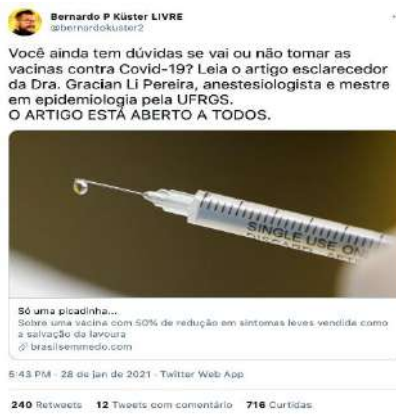 Bernardo P Küster LIVRE
@bernardokuster2
Você ainda tem dúvidas se vai ou não tomar as
vacinas contra Covid-19? Leia o artigo esclarecedor
da Dra. Gracian Li Pereira, anestesiologista e mestre
em epidemiologia pela UFRGS.
O ARTIGO ESTÁ ABERTO A TODOS.
SINGLE USE ON
Só uma picadinha...
Sobre uma vacina com 50% de redução em sintomas leves vendida como
a salvação da lavoura
brasilsemmedo.com
5:43 PM · 28 de jan de 2021 · Twitter Web App
240 Retweets 12 Tweets com comentário 716 Curtidas